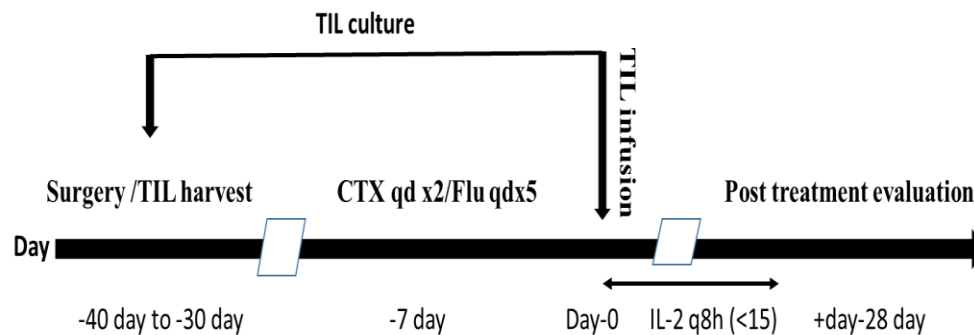 TIL culture
TIL infusion
Surgery /TIL harvest
CTX qd x2/Flu qdx5
Post treatment evaluation
Day
-40 day to -30 day
-7 day
Day-0
IL-2 q8h (<15)
+day-28 day